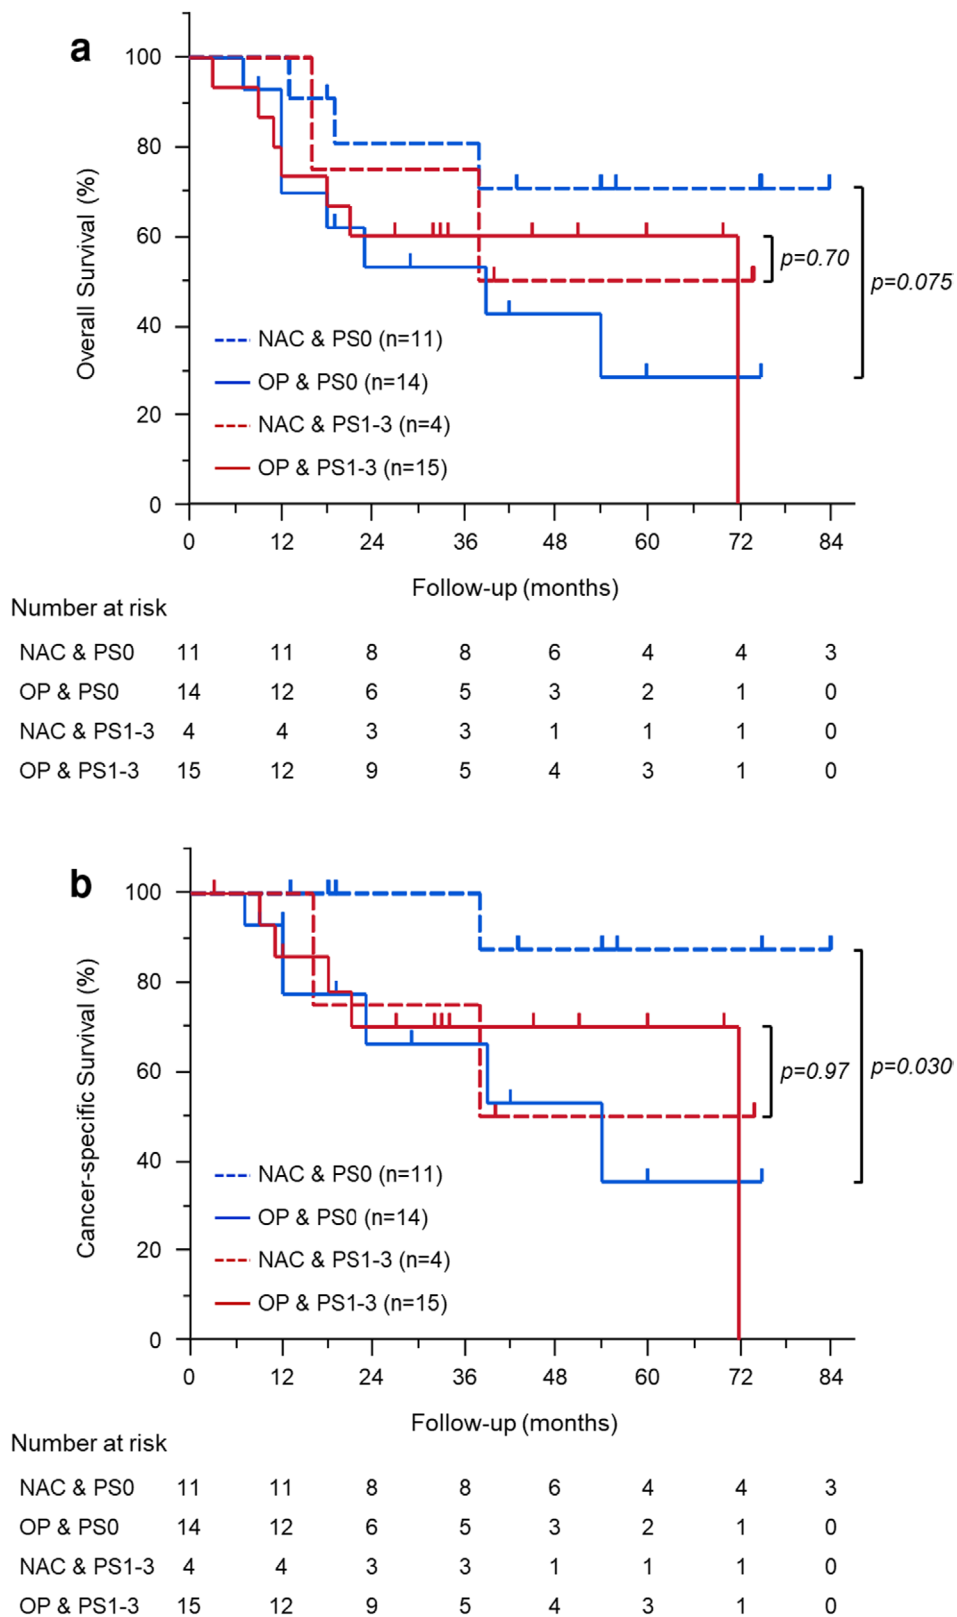 a
Overall Survival (%)
100
80
60
40
20
0
p=0.70
p=0.075
NAC & PS0 (n=11)
OP & PS0 (n=14)
NAC & PS1-3 (n=4)
OP & PS1-3 (n=15)
0 12 24 36 48 60 72 84
Follow-up (months)
Number at risk
NAC & PS0 11 11 8 8 6 4 4 3
OP & PS0 14 12 6 5 3 2 1 0
NAC & PS1-3 4 4 3 3 1 1 1 0
OP & PS1-3 15 12 9 5 4 3 1 0
b
Cancer-specific Survival (%)
100
80
60
40
20
0
p=0.97
p=0.030
NAC & PS0 (n=11)
OP & PS0 (n=14)
NAC & PS1-3 (n=4)
OP & PS1-3 (n=15)
0 12 24 36 48 60 72 84
Follow-up (months)
Number at risk
NAC & PS0 11 11 8 8 6 4 4 3
OP & PS0 14 12 6 5 3 2 1 0
NAC & PS1-3 4 4 3 3 1 1 1 0
OP & PS1-3 15 12 9 5 4 3 1 0